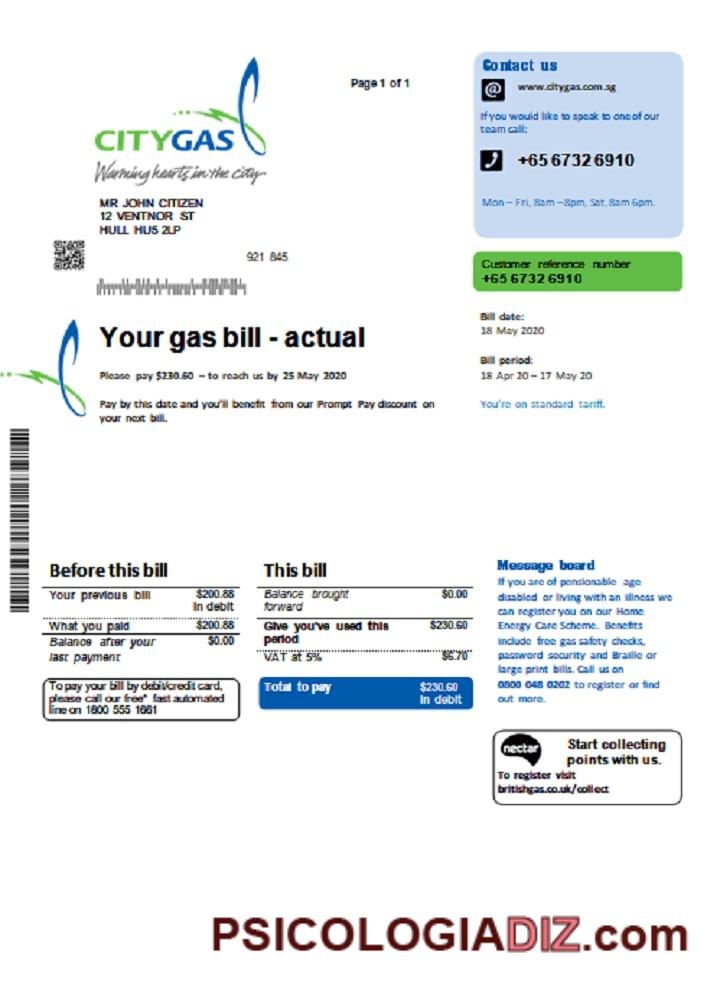 Page 1 of 1
CITYGAS
Warming hearts in the city
MR JOHN CITIZEN
12 VENTNOR ST
HULL HU5 2LP
921 845
Contact us
@
www.citygas.com.sg
If you would like to speak to one of our
team call:
+65 6732 6910
Mon – Fri, 8am – 8pm, Sat, 8am 6pm.
Customer reference number
+65 6732 6910
Your gas bill - actual
Please pay $230.60 – to reach us by 25 May 2020
Pay by this date and you'll benefit from our Prompt Pay discount on
your next bill.
Bill date:
18 May 2020
Bill period:
18 Apr 20 – 17 May 20
You're on standard tariff.
Before this bill
Your previous bill $200.88
In debit
What you paid $200.88
Balance after your $0.00
last payment
To pay your bill by debit/credit card,
please call our free* fast automated
line on 1800 555 1661
This bill
Balance brought $0.00
forward
Give you've used this $230.60
period
VAT at 5% $6.70
Total to pay $230.60
In debit
Message board
If you are of pensionable age
disabled or living with an illness we
can register you on our Home
Energy Care Scheme. Benefits
include free gas safety checks,
password security and Braille or
large print bills. Call us on
0800 048 0202 to register or find
out more.
nectar
Start collecting
points with us.
To register visit
britishgas.co.uk/collect
PSICOLOGIADIZ.com